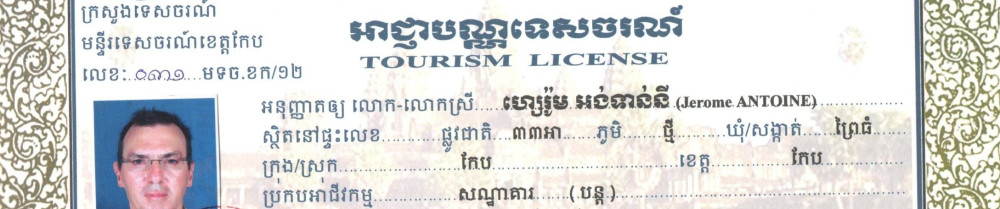 ក្រសួងទេសចរណ៍
មន្ទីរទេសចរណ៍ខេត្តកែប
លេខ:.០៣១១...មទច.ខក/១២
អាជ្ញាបណ្ណទេសចរណ៍
TOURISM LICENSE
អនុញ្ញាតឲ្យ លោក-លោកស្រី.....ហ្សេរ៉ូម អង់ទាន់នី (Jerome ANTOINE)
ស្ថិតនៅផ្ទះលេខ............ផ្លូវជាតិ....៣៣អា......ភូមិ.......ថ្មី.........ឃុំ/សង្កាត់......ព្រៃធំ......
ក្រុង/ស្រុក......................កែប..............................ខេត្ត..............កែប..............
ប្រកបអាជីវកម្ម...............សណ្ឋាគារ......(.បន្ត.)..............................